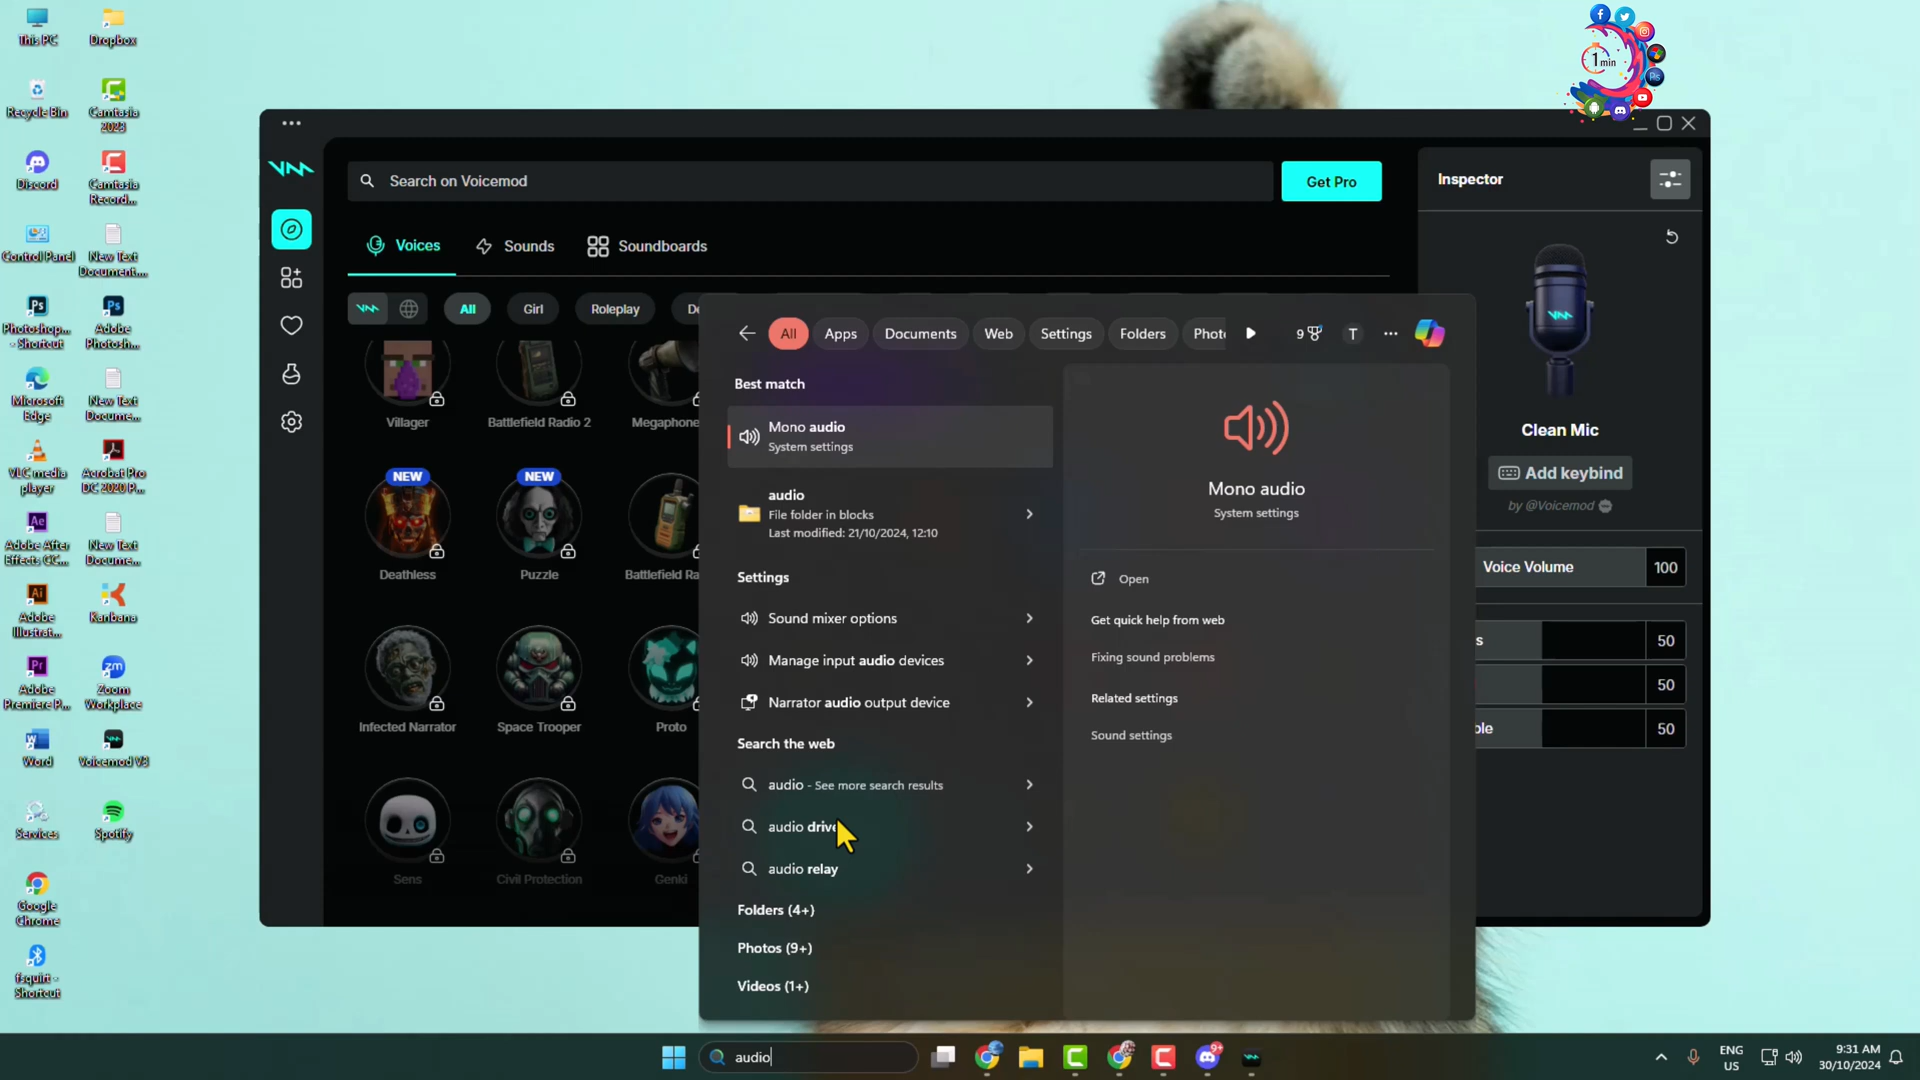 This PC
Dropbox
Recycle Bin
Camtasia
2023
Discord
Camtasia
Record...
Control Panel
New Text
Document...
Photoshop...
- Shortcut
Adobe
Photosh...
Microsoft
Edge
New Text
Docume...
VLC media
player
Acrobat Pro
DC 2020 P...
Adobe After
Effects CC...
New Text
Docume...
Adobe
Illustrat...
Kanbana
Adobe
Premiere P...
Zoom
Workplace
Word
Voicemod V3
Services
Spotify
Google
Chrome
fsquirt -
Shortcut
1 min
Search on Voicemod
Get Pro
Voices
Sounds
Soundboards
All
Girl
Roleplay
Villager
Battlefield Radio 2
Megaphone
NEW
NEW
Deathless
Puzzle
Battlefield Ra
Infected Narrator
Space Trooper
Proto
Sens
Civil Protection
Genki
Inspector
Clean Mic
Add keybind
by @Voicemod
Voice Volume
100
50
50
50
All
Apps
Documents
Web
Settings
Folders
Phot
9
T
Best match
Mono audio
System settings
audio
File folder in blocks
Last modified: 21/10/2024, 12:10
Settings
Sound mixer options
Manage input audio devices
Narrator audio output device
Search the web
audio - See more search results
audio drive
audio relay
Folders (4+)
Photos (9+)
Videos (1+)
Mono audio
System settings
Open
Get quick help from web
Fixing sound problems
Related settings
Sound settings
audio
9+
ENG
US
9:31 AM
30/10/2024